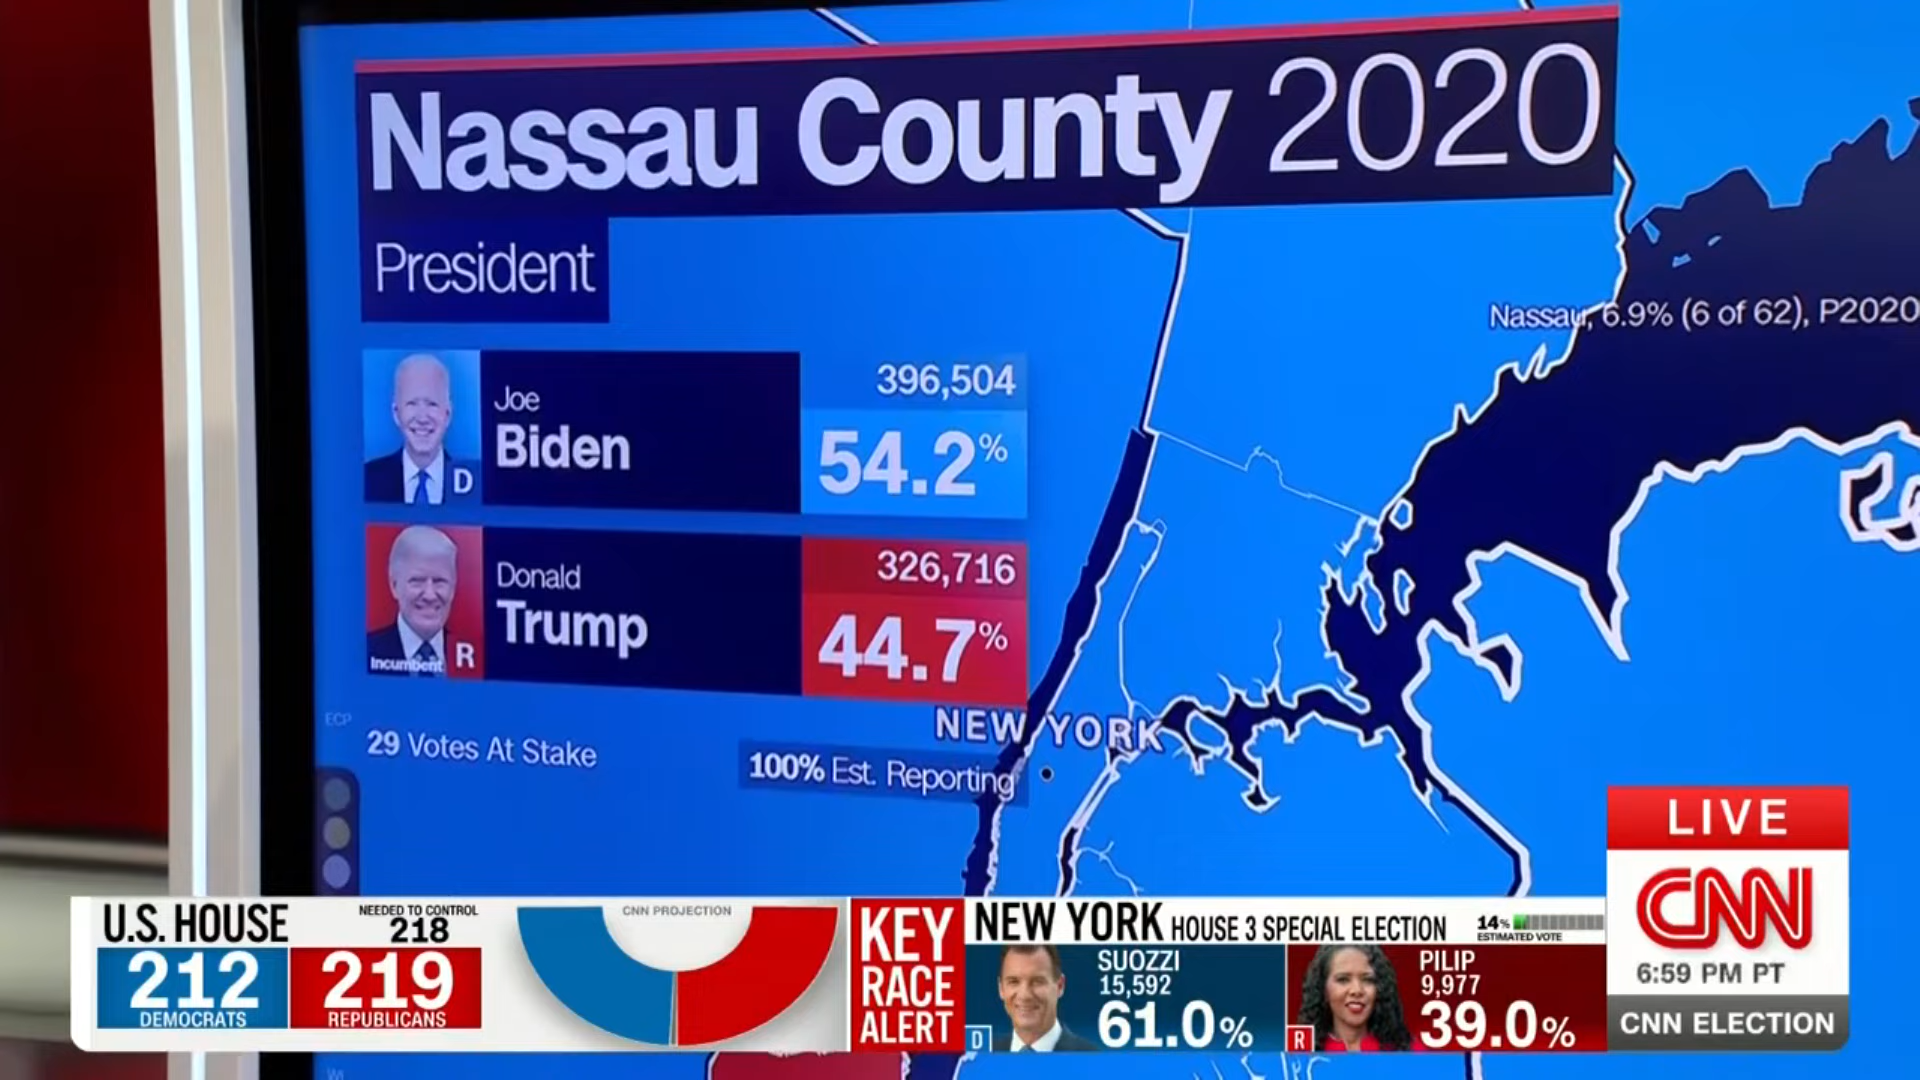 Nassau County 2020
President
Nassau, 6.9% (6 of 62), P2020
Joe
Biden
D
396,504
54.2%
Donald
Trump
Incumbent R
326,716
44.7%
NEW YORK
ECP
29 Votes At Stake
100% Est. Reporting
LIVE
CNN
6:59 PM PT
CNN ELECTION
U.S. HOUSE
NEEDED TO CONTROL
218
212
DEMOCRATS
219
REPUBLICANS
CNN PROJECTION
KEY
RACE
ALERT
NEW YORK HOUSE 3 SPECIAL ELECTION
14%
ESTIMATED VOTE
D
SUOZZI
15,592
61.0%
R
PILIP
9,977
39.0%